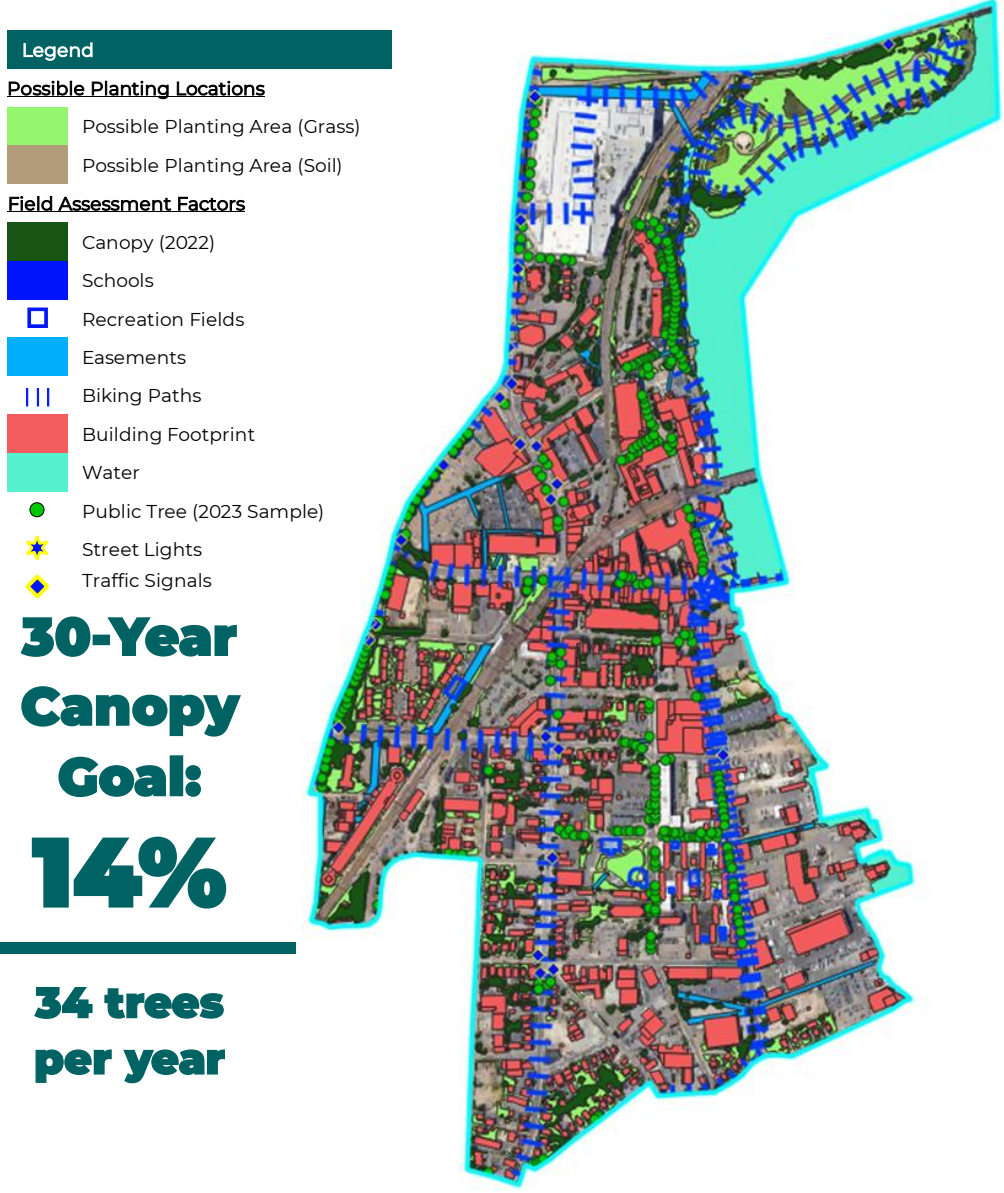 Legend
Possible Planting Locations
Possible Planting Area (Grass)
Possible Planting Area (Soil)
Field Assessment Factors
Canopy (2022)
Schools
Recreation Fields
Easements
Biking Paths
Building Footprint
Water
Public Tree (2023 Sample)
Street Lights
Traffic Signals
30-Year
Canopy
Goal:
14%
34 trees
per year